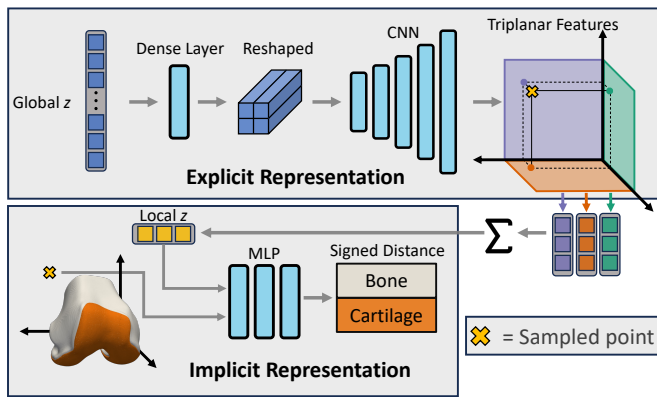 CNN
Triplanar Features
Dense Layer
Reshaped
Global z
Explicit Representation
Local z
Σ
MLP
Signed Distance
Bone
Cartilage
Implicit Representation
= Sampled point